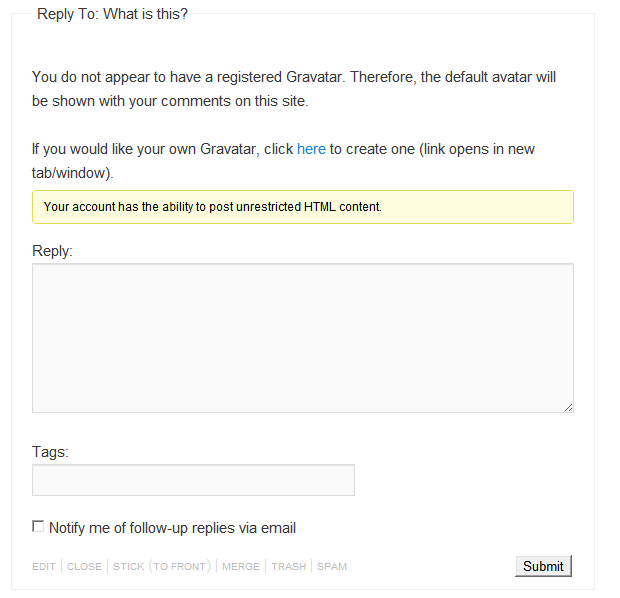 Reply To: What is this?
You do not appear to have a registered Gravatar. Therefore, the default avatar will
be shown with your comments on this site.
If you would like your own Gravatar, click here to create one (link opens in new
tab/window).
Your account has the ability to post unrestricted HTML content.
Reply:
Tags:
Notify me of follow-up replies via email
EDIT | CLOSE | STICK (TO FRONT) | MERGE | TRASH | SPAM
Submit